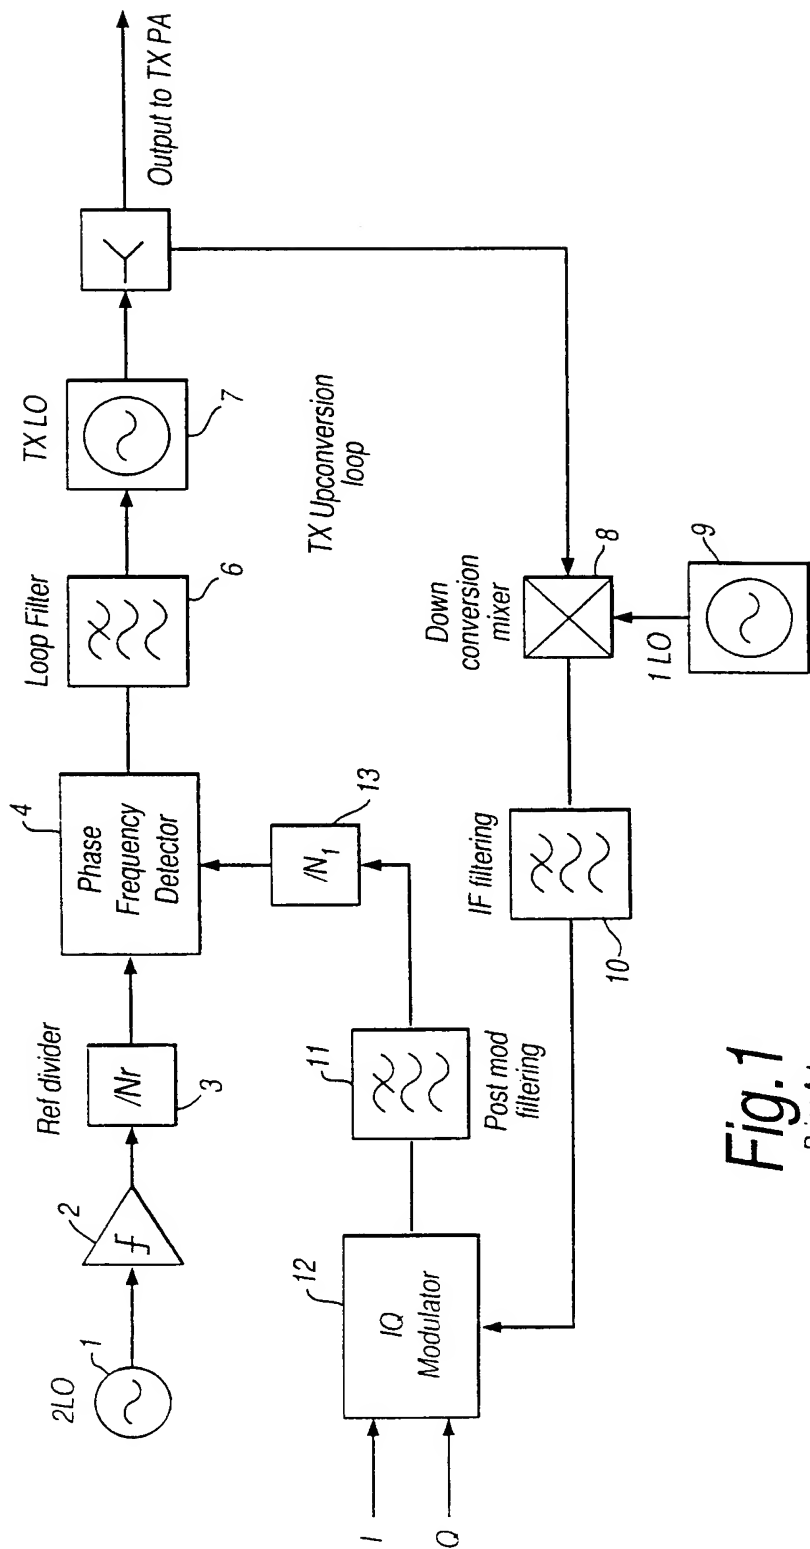 2LO
1
2
Ref divider
/Nr
3
4
Phase
Frequency
Detector
Loop Filter
6
TX LO
7
Output to TX PA
TX Upconversion
loop
/N1
13
11
Post mod
filtering
12
IQ
Modulator
I
Q
IF filtering
10
Down
conversion
mixer
8
1 LO
9
Fig.1